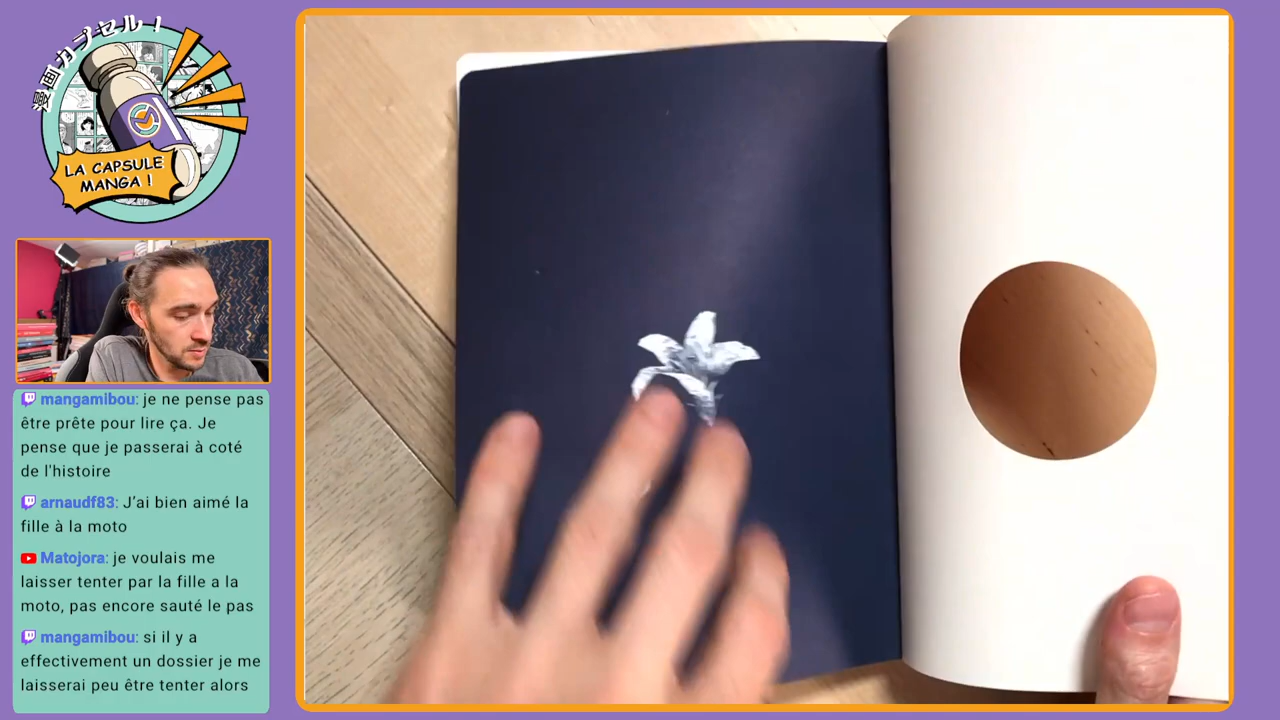 漫画カプセル！
LA CAPSULE
MANGA !
mangamibou: je ne pense pas
être prête pour lire ça. Je
pense que je passerai à coté
de l'histoire
arnaudf83: J'ai bien aimé la
fille à la moto
Matojora: je voulais me
laisser tenter par la fille a la
moto, pas encore sauté le pas
mangamibou: si il y a
effectivement un dossier je me
laisserai peu être tenter alors